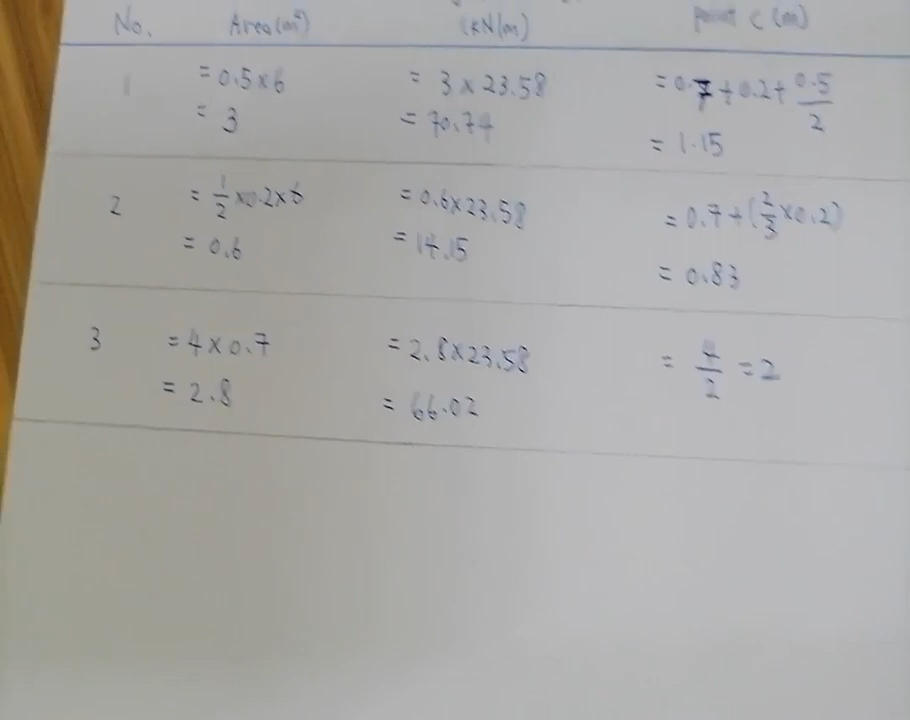 No. Area (m²) (kN/m) point C (m)
1 = 0.5 x 6 = 3 x 23.58 = 0.7 + 0.2 + 0.5/2
= 3 = 70.74 = 1.15
2 = 1/2 x 0.2 x 6 = 0.6 x 23.58 = 0.7 + (2/3 x 0.2)
= 0.6 = 14.15 = 0.83
3 = 4 x 0.7 = 2.8 x 23.58 = 4/2 = 2
= 2.8 = 66.02